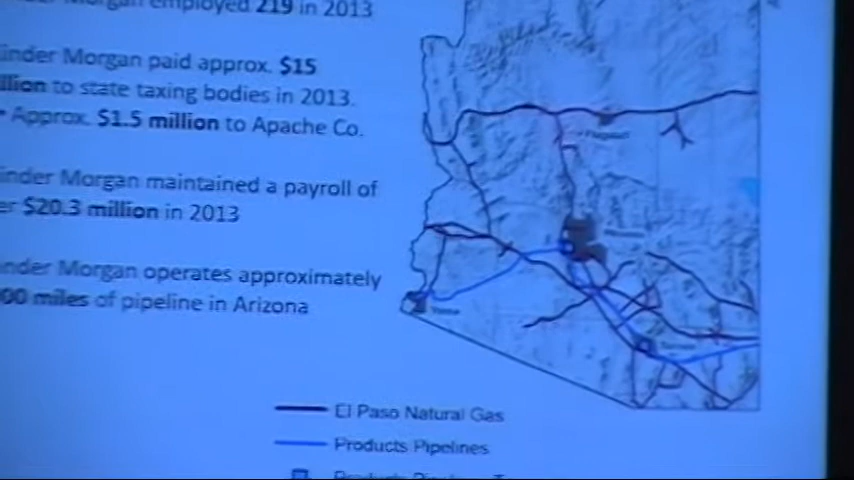 Morgan employed 219 in 2013
inder Morgan paid approx. $15
illion to state taxing bodies in 2013.
• Approx. $1.5 million to Apache Co.
inder Morgan maintained a payroll of
er $20.3 million in 2013
nder Morgan operates approximately
00 miles of pipeline in Arizona
El Paso Natural Gas
Products Pipelines